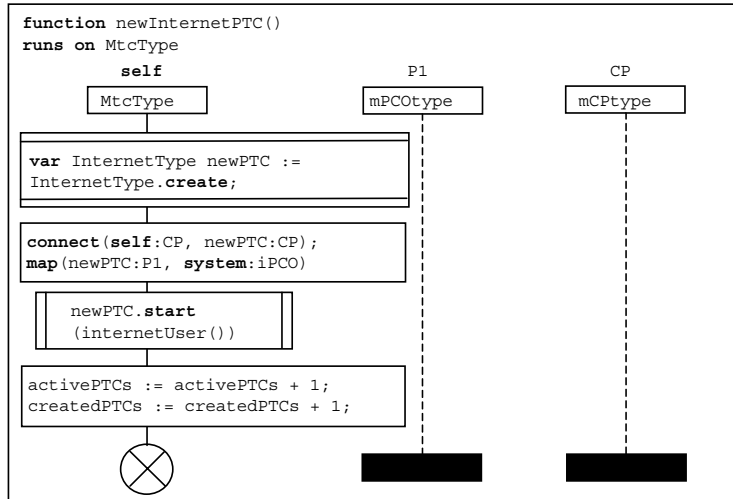 function newInternetPTC()
runs on MtcType
self P1 CP
MtcType mPCOtype mCPtype
var InternetType newPTC :=
InternetType.create;
connect(self:CP, newPTC:CP);
map(newPTC:P1, system:iPCO)
newPTC.start
(internetUser())
activePTCs := activePTCs + 1;
createdPTCs := createdPTCs + 1;